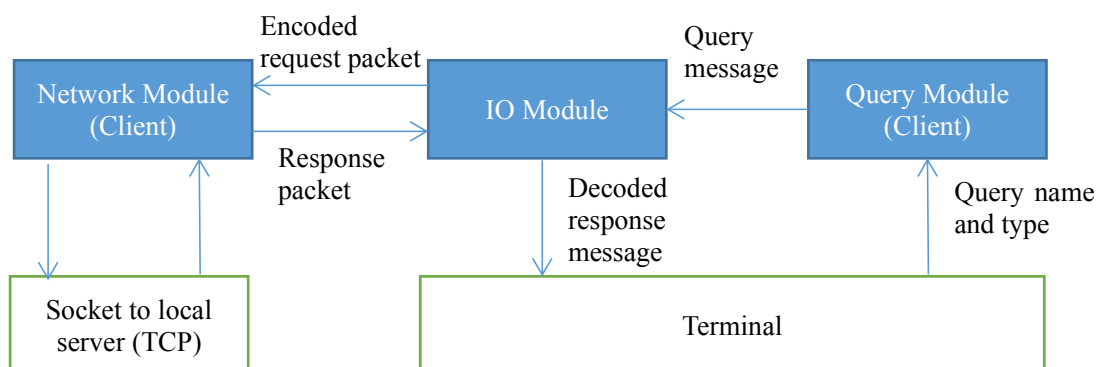 Encoded
request packet
Query
message
Network Module
(Client)
IO Module
Query Module
(Client)
Response
packet
Decoded
response
message
Query name
and type
Socket to local
server (TCP)
Terminal